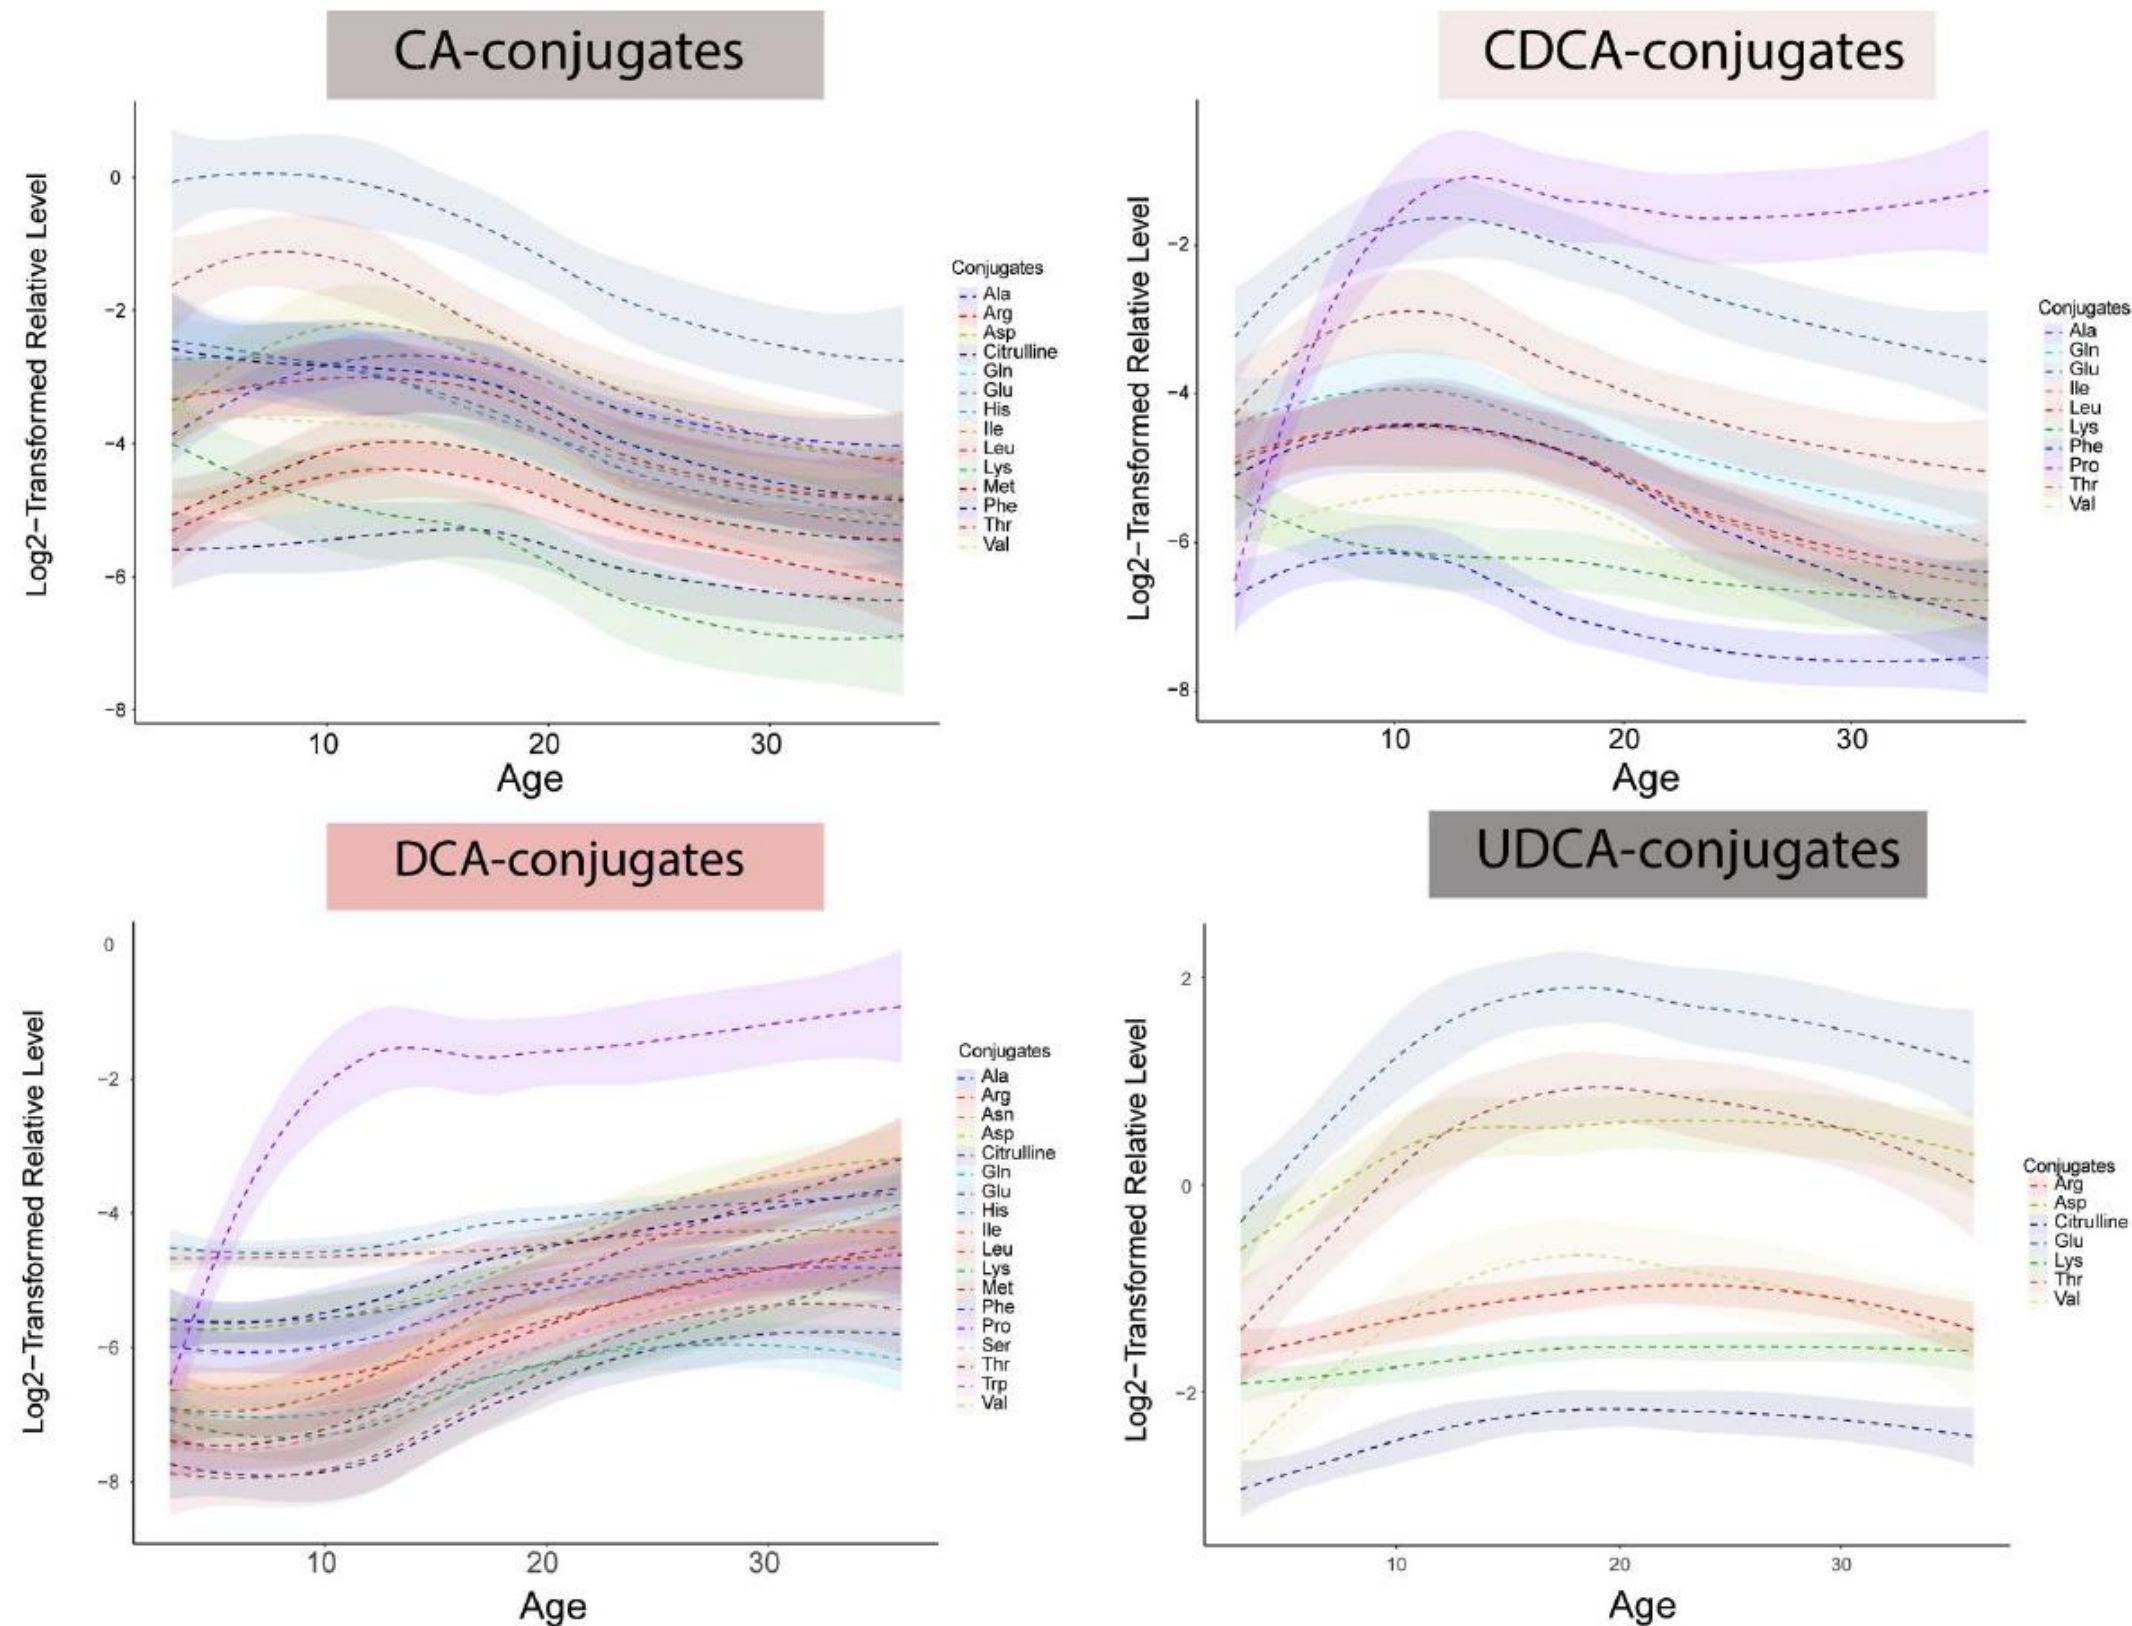 CA-conjugates
Log2-Transformed Relative Level
0
-2
-4
-6
-8
10 20 30
Age
Conjugates
Ala
Arg
Asp
Citrulline
Gln
Glu
His
Ile
Leu
Lys
Met
Phe
Thr
Val
CDCA-conjugates
Log2-Transformed Relative Level
-2
-4
-6
-8
10 20 30
Age
Conjugates
Ala
Gln
Glu
Ile
Leu
Lys
Phe
Pro
Thr
Val
DCA-conjugates
Log2-Transformed Relative Level
0
-2
-4
-6
-8
10 20 30
Age
Conjugates
Ala
Arg
Asn
Asp
Citrulline
Gln
Glu
His
Ile
Leu
Lys
Met
Phe
Pro
Ser
Thr
Trp
Val
UDCA-conjugates
Log2-Transformed Relative Level
2
0
-2
10 20 30
Age
Conjugates
Arg
Asp
Citrulline
Glu
Lys
Thr
Val